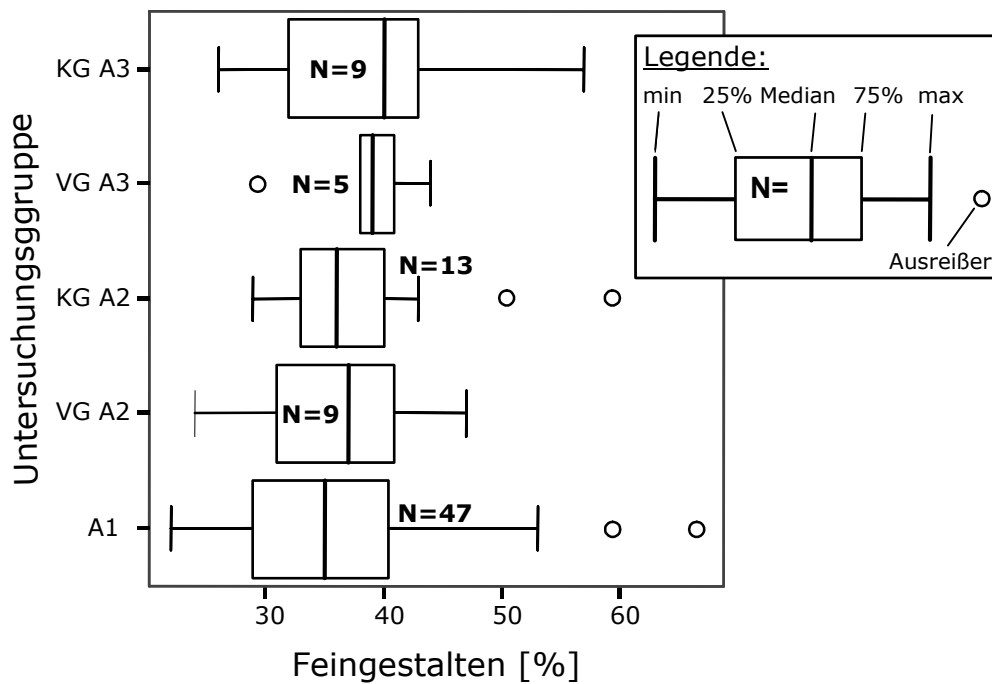 Untersuchungsggruppe
KG A3
N=9
VG A3
N=5
KG A2
N=13
VG A2
N=9
A1
N=47
30 40 50 60
Feingestalten [%]
Legende:
min 25% Median 75% max
N=
Ausreißer